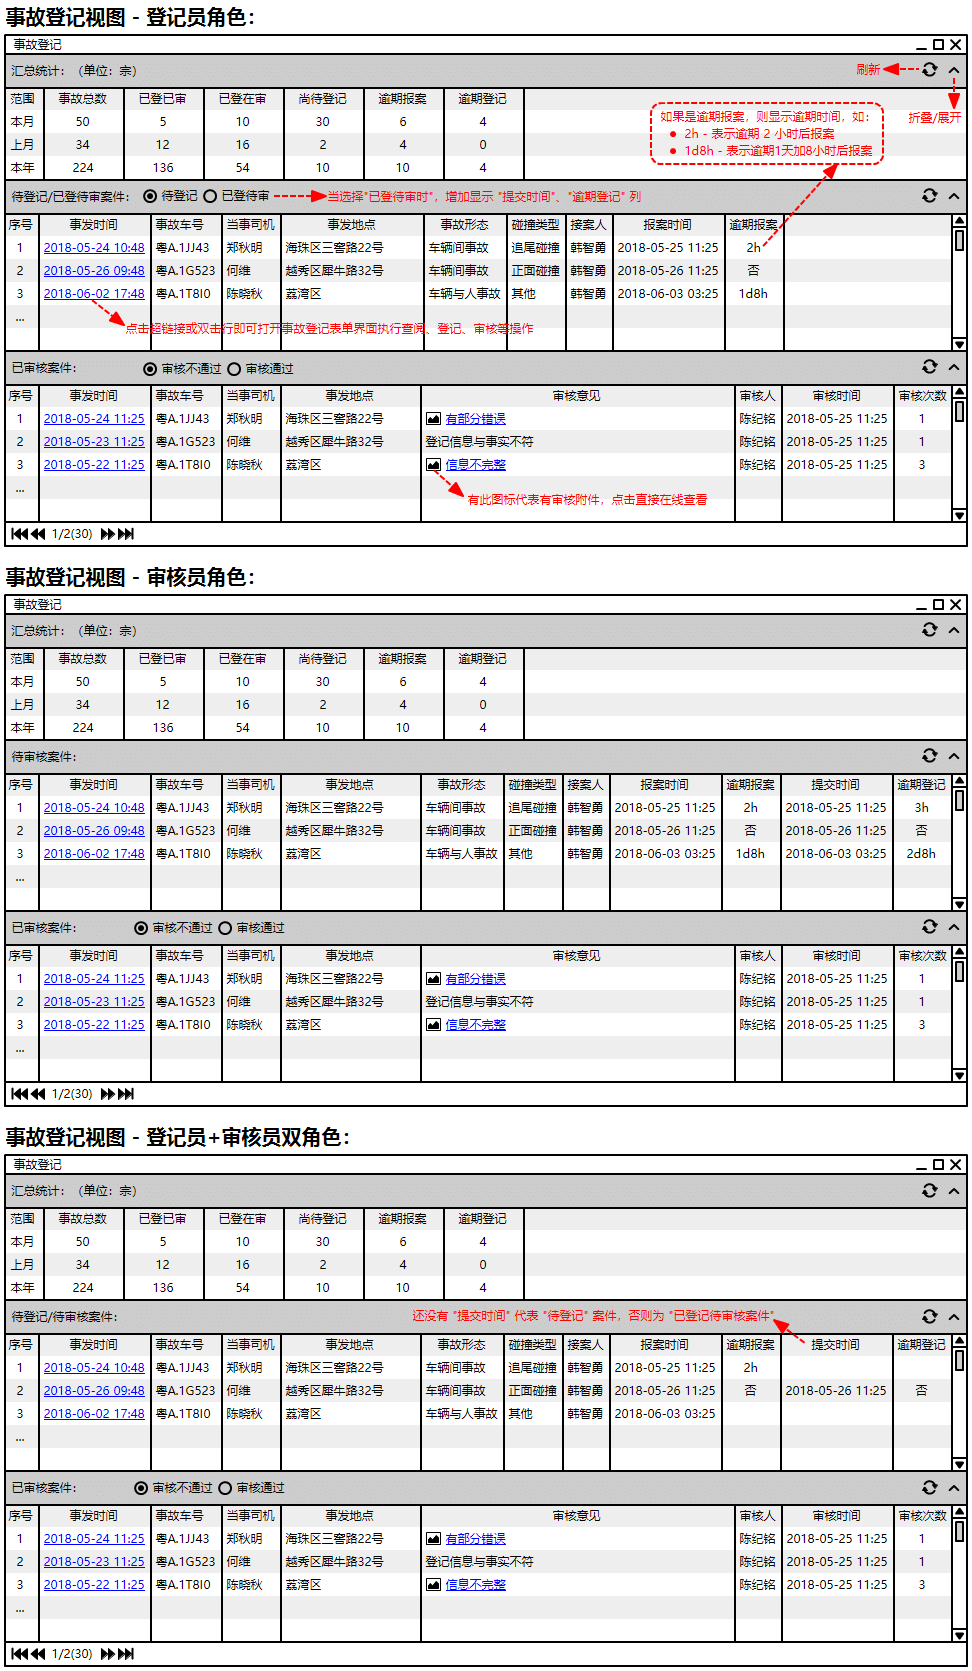 事故登记视图 - 登记员角色：
事故登记
汇总统计： （单位：宗）
刷新
范围 事故总数 已登已审 已登在审 尚待登记 逾期报案 逾期登记
本月 50 5 10 30 6 4
上月 34 12 16 2 4 0
本年 224 136 54 10 10 4
折叠/展开
如果是逾期报案，则显示逾期时间，如：
● 2h - 表示逾期 2 小时后报案
● 1d8h - 表示逾期1天加8小时后报案
待登记/已登待审案件： 待登记 已登待审 当选择"已登待审时"，增加显示 "提交时间"、"逾期登记" 列
序号 事发时间 事故车号 当事司机 事发地点 事故形态 碰撞类型 接案人 报案时间 逾期报案
1 2018-05-24 10:48 粤A.1JJ43 郑秋明 海珠区三窖路22号 车辆间事故 追尾碰撞 韩智勇 2018-05-25 11:25 2h
2 2018-05-26 09:48 粤A.1G523 何维 越秀区犀牛路32号 车辆间事故 正面碰撞 韩智勇 2018-05-26 11:25 否
3 2018-06-02 17:48 粤A.1T8I0 陈晓秋 荔湾区 车辆与人事故 其他 韩智勇 2018-06-03 03:25 1d8h
...
点击超链接或双击行即可打开事故登记表单界面执行查阅、登记、审核等操作
已审核案件： 审核不通过 审核通过
序号 事发时间 事故车号 当事司机 事发地点 审核意见 审核人 审核时间 审核次数
1 2018-05-24 11:25 粤A.1JJ43 郑秋明 海珠区三窖路22号 有部分错误 陈纪铭 2018-05-25 11:25 1
2 2018-05-23 11:25 粤A.1G523 何维 越秀区犀牛路32号 登记信息与事实不符 陈纪铭 2018-05-25 11:25 1
3 2018-05-22 11:25 粤A.1T8I0 陈晓秋 荔湾区 信息不完整 陈纪铭 2018-05-25 11:25 3
...
有此图标代表有审核附件，点击直接在线查看
1/2(30)
事故登记视图 - 审核员角色：
事故登记
汇总统计： （单位：宗）
范围 事故总数 已登已审 已登在审 尚待登记 逾期报案 逾期登记
本月 50 5 10 30 6 4
上月 34 12 16 2 4 0
本年 224 136 54 10 10 4
待审核案件：
序号 事发时间 事故车号 当事司机 事发地点 事故形态 碰撞类型 接案人 报案时间 逾期报案 提交时间 逾期登记
1 2018-05-24 10:48 粤A.1JJ43 郑秋明 海珠区三窖路22号 车辆间事故 追尾碰撞 韩智勇 2018-05-25 11:25 2h 2018-05-25 11:25 3h
2 2018-05-26 09:48 粤A.1G523 何维 越秀区犀牛路32号 车辆间事故 正面碰撞 韩智勇 2018-05-26 11:25 否 2018-05-26 11:25 否
3 2018-06-02 17:48 粤A.1T8I0 陈晓秋 荔湾区 车辆与人事故 其他 韩智勇 2018-06-03 03:25 1d8h 2018-06-03 03:25 2d8h
...
已审核案件： 审核不通过 审核通过
序号 事发时间 事故车号 当事司机 事发地点 审核意见 审核人 审核时间 审核次数
1 2018-05-24 11:25 粤A.1JJ43 郑秋明 海珠区三窖路22号 有部分错误 陈纪铭 2018-05-25 11:25 1
2 2018-05-23 11:25 粤A.1G523 何维 越秀区犀牛路32号 登记信息与事实不符 陈纪铭 2018-05-25 11:25 1
3 2018-05-22 11:25 粤A.1T8I0 陈晓秋 荔湾区 信息不完整 陈纪铭 2018-05-25 11:25 3
...
1/2(30)
事故登记视图 - 登记员+审核员双角色：
事故登记
汇总统计： （单位：宗）
范围 事故总数 已登已审 已登在审 尚待登记 逾期报案 逾期登记
本月 50 5 10 30 6 4
上月 34 12 16 2 4 0
本年 224 136 54 10 10 4
待登记/待审核案件： 还没有 "提交时间" 代表 "待登记" 案件，否则为 "已登记待审核案件"
序号 事发时间 事故车号 当事司机 事发地点 事故形态 碰撞类型 接案人 报案时间 逾期报案 提交时间 逾期登记
1 2018-05-24 10:48 粤A.1JJ43 郑秋明 海珠区三窖路22号 车辆间事故 追尾碰撞 韩智勇 2018-05-25 11:25 2h
2 2018-05-26 09:48 粤A.1G523 何维 越秀区犀牛路32号 车辆间事故 正面碰撞 韩智勇 2018-05-26 11:25 否 2018-05-26 11:25 否
3 2018-06-02 17:48 粤A.1T8I0 陈晓秋 荔湾区 车辆与人事故 其他 韩智勇 2018-06-03 03:25
...
已审核案件： 审核不通过 审核通过
序号 事发时间 事故车号 当事司机 事发地点 审核意见 审核人 审核时间 审核次数
1 2018-05-24 11:25 粤A.1JJ43 郑秋明 海珠区三窖路22号 有部分错误 陈纪铭 2018-05-25 11:25 1
2 2018-05-23 11:25 粤A.1G523 何维 越秀区犀牛路32号 登记信息与事实不符 陈纪铭 2018-05-25 11:25 1
3 2018-05-22 11:25 粤A.1T8I0 陈晓秋 荔湾区 信息不完整 陈纪铭 2018-05-25 11:25 3
...
1/2(30)